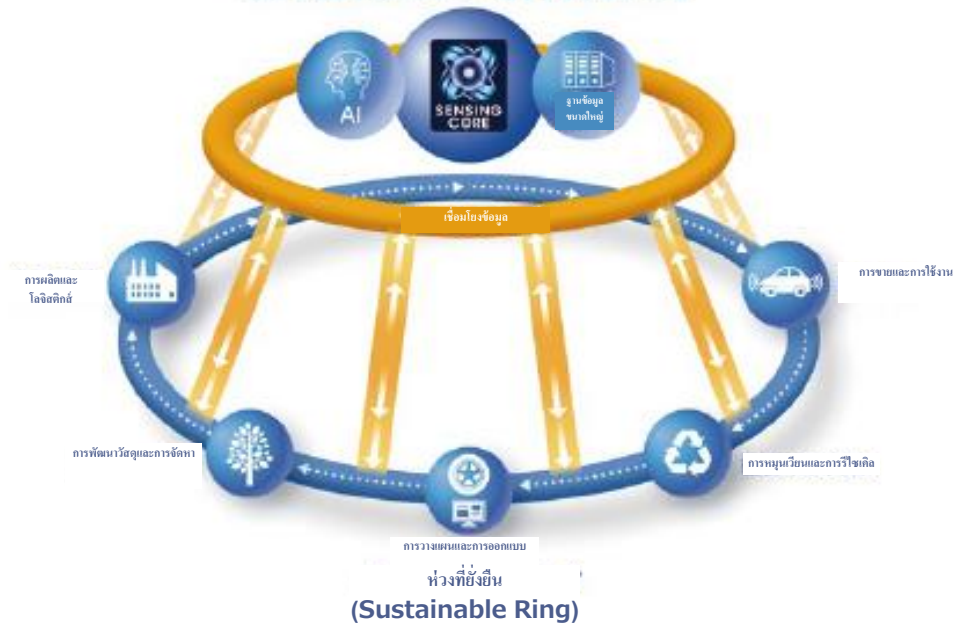 AI
SENSING
CORE
ฐานข้อมูล
ขนาดใหญ่
เชื่อมโยงข้อมูล
การผลิตและ
โลจิสติกส์
การขายและการใช้งาน
การพัฒนาวัสดุและการจัดหา
การหมุนเวียนและการรีไซเคิล
การวางแผนและการออกแบบ
ห่วงที่ยั่งยืน
(Sustainable Ring)